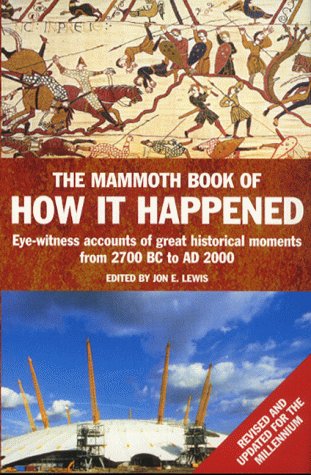 THE MAMMOTH BOOK OF
HOW IT HAPPENED
Eye-witness accounts of great historical moments
from 2700 BC to AD 2000
EDITED BY JON E. LEWIS
REVISED AND
UPDATED FOR THE
MILLENNIUM